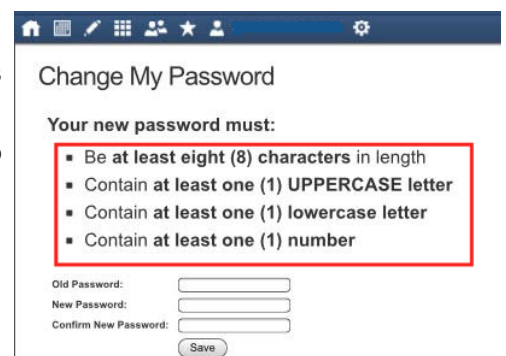 Change My Password
Your new password must:
▪ Be at least eight (8) characters in length
▪ Contain at least one (1) UPPERCASE letter
▪ Contain at least one (1) lowercase letter
▪ Contain at least one (1) number
Old Password:
New Password:
Confirm New Password:
Save